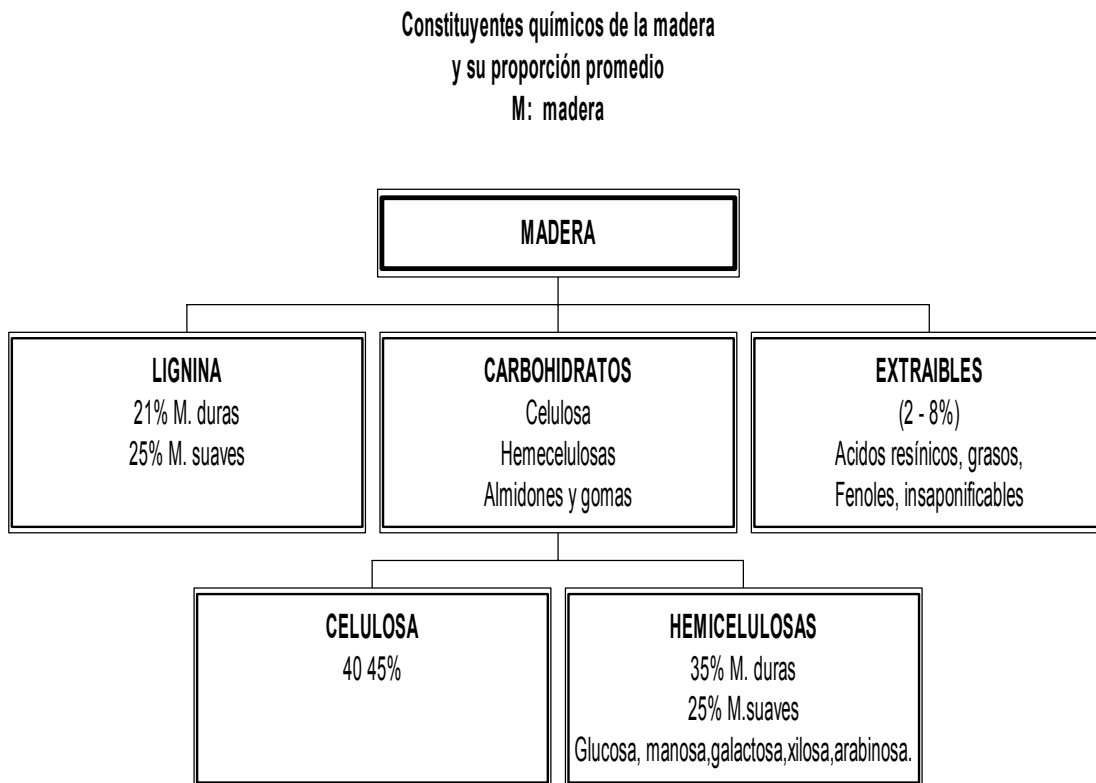 Constituyentes químicos de la madera
y su proporción promedio
M: madera
MADERA
LIGNINA
21% M. duras
25% M. suaves
CARBOHIDRATOS
Celulosa
Hemecelulosas
Almidones y gomas
EXTRAIBLES
(2 - 8%)
Acidos resínicos, grasos,
Fenoles, insaponificables
CELULOSA
40 45%
HEMICELULOSAS
35% M. duras
25% M.suaves
Glucosa, manosa,galactosa,xilosa,arabinosa.